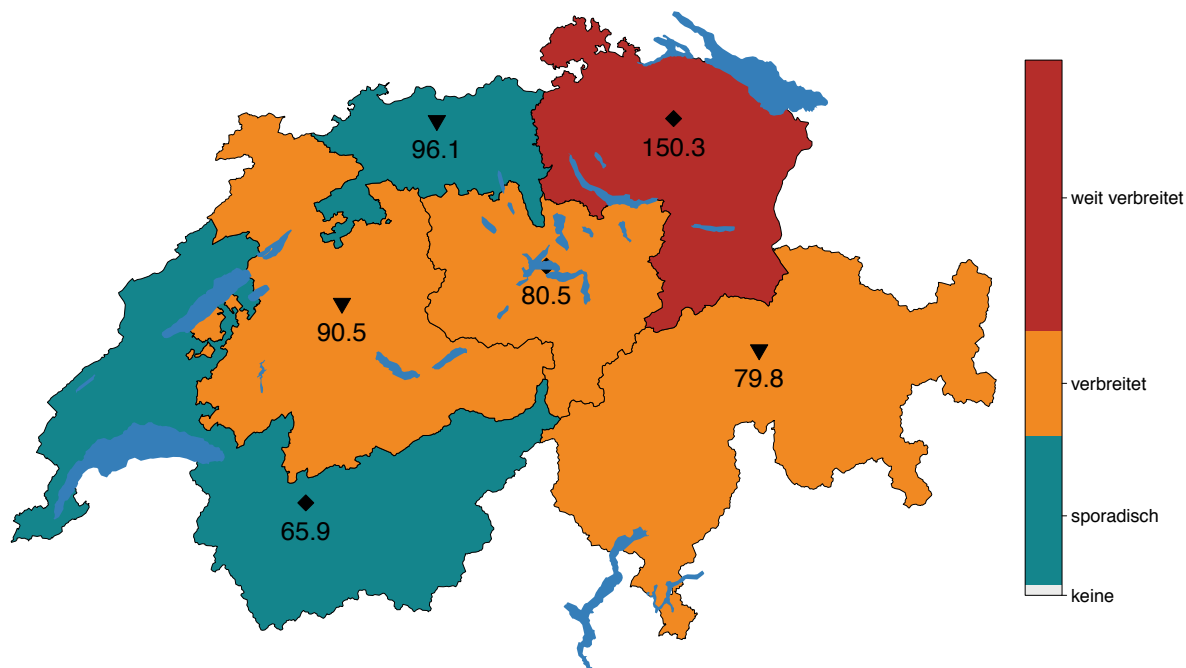 96.1
150.3
80.5
90.5
79.8
65.9
weit verbreitet
verbreitet
sporadisch
keine